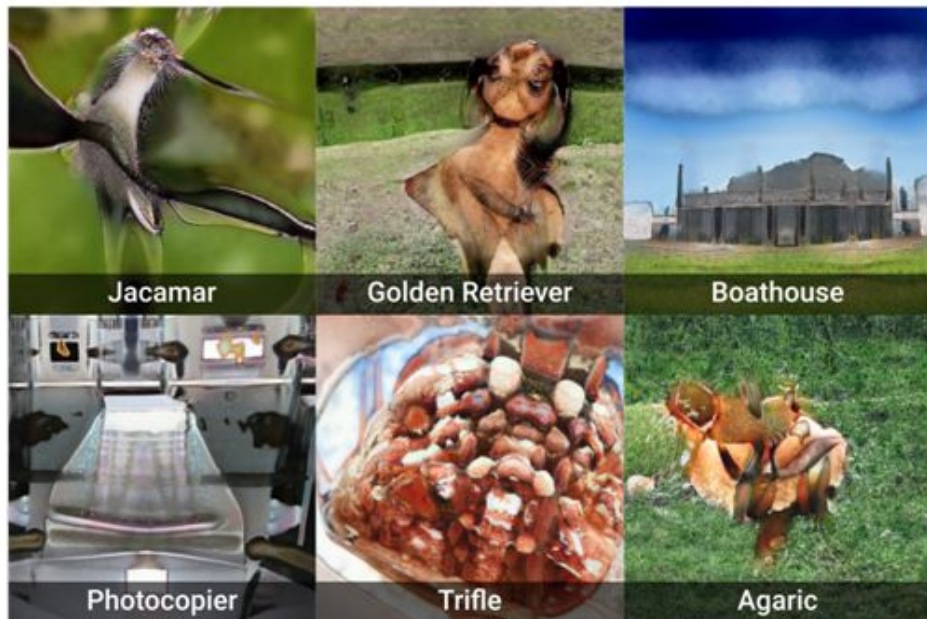 Jacamar
Golden Retriever
Boathouse
Photocopier
Trifle
Agaric